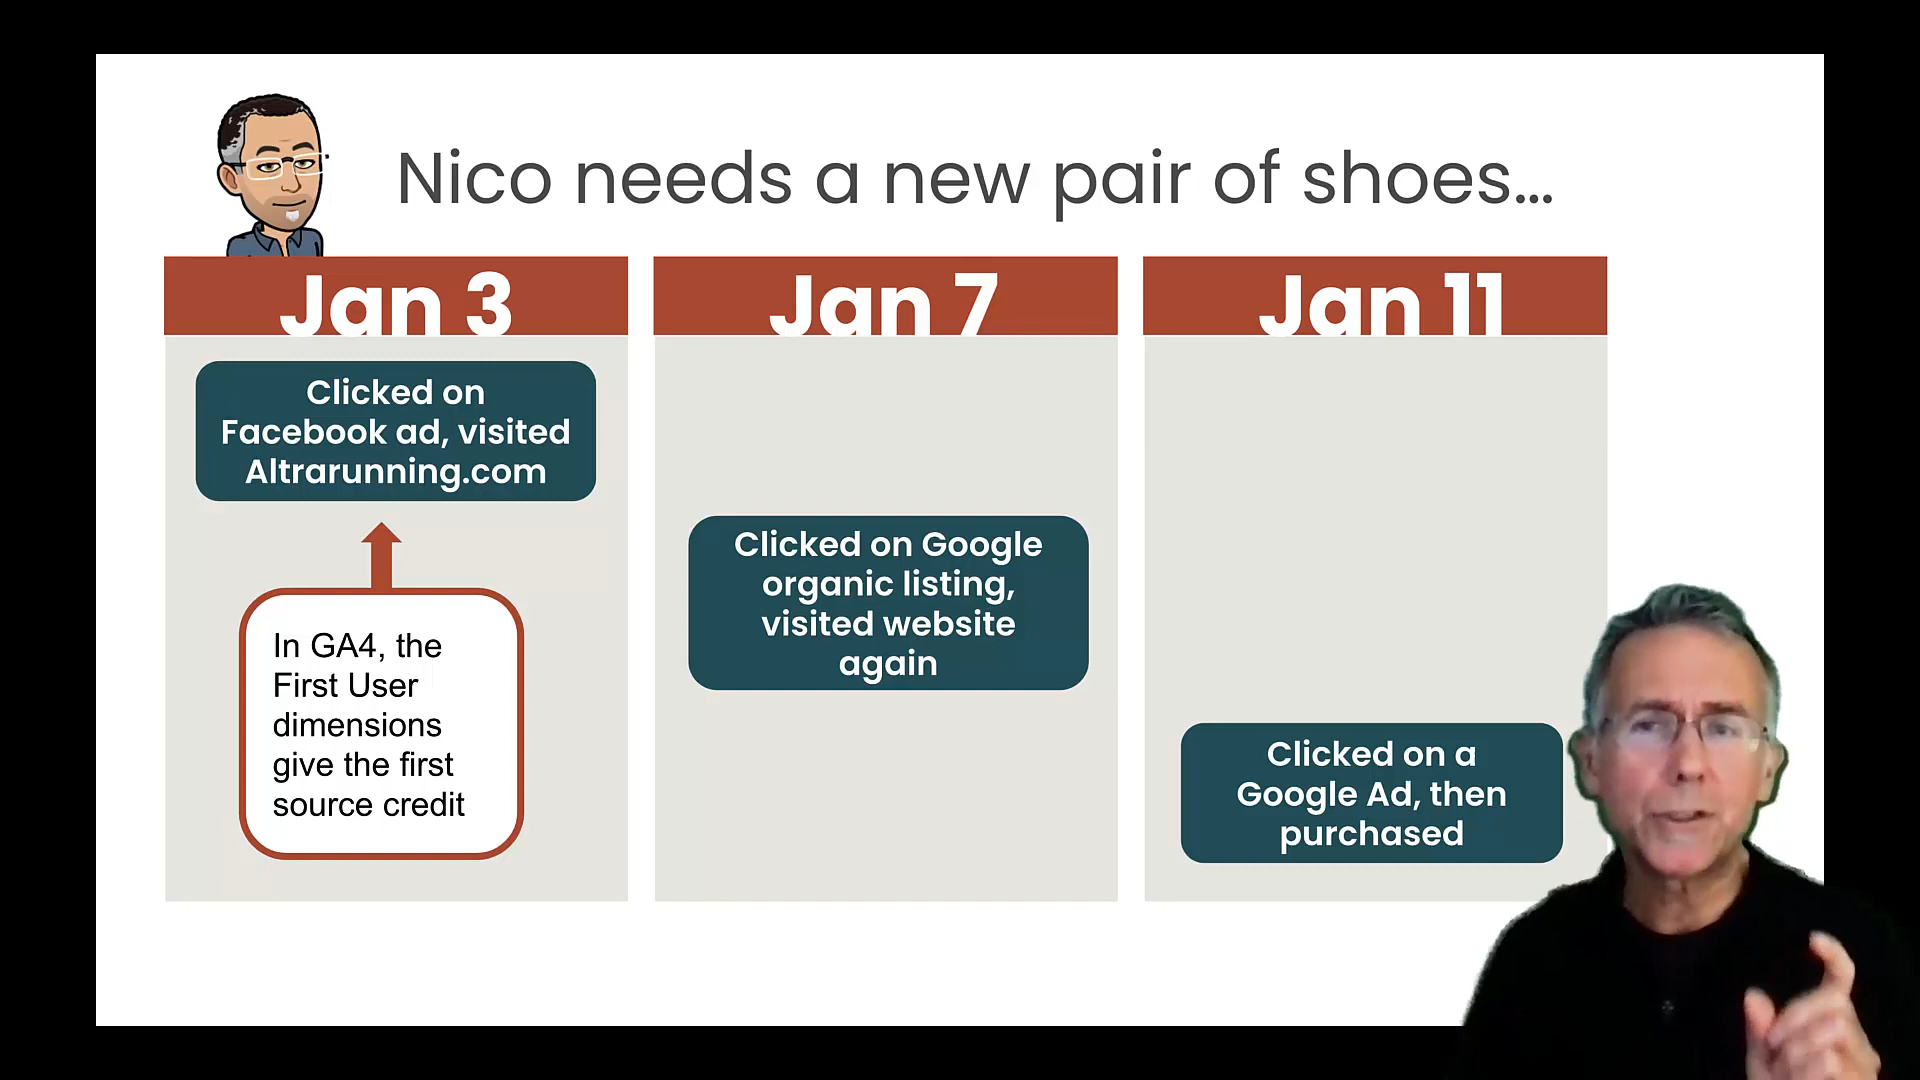 Nico needs a new pair of shoes...
Jan 3
Clicked on
Facebook ad, visited
Altrarunning.com
In GA4, the
First User
dimensions
give the first
source credit
Jan 7
Clicked on Google
organic listing,
visited website
again
Jan 11
Clicked on a
Google Ad, then
purchased